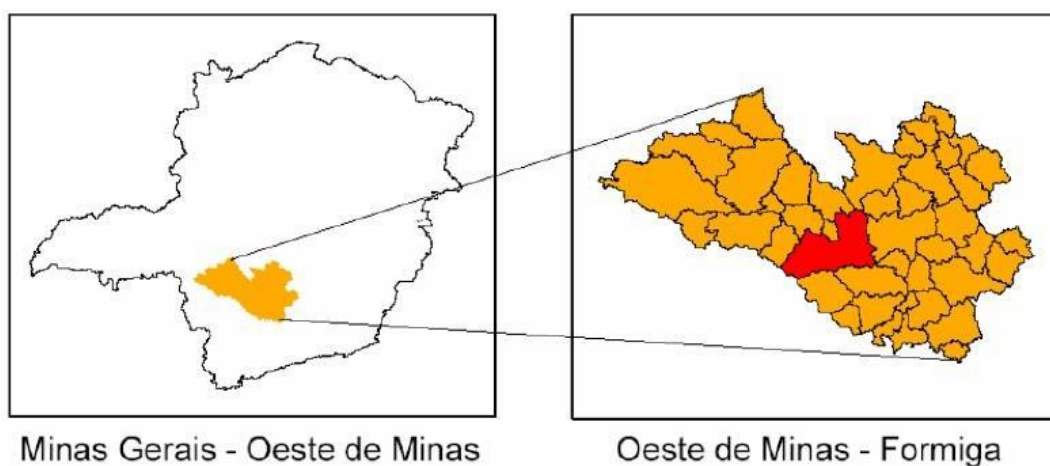 Minas Gerais - Oeste de Minas
Oeste de Minas - Formiga